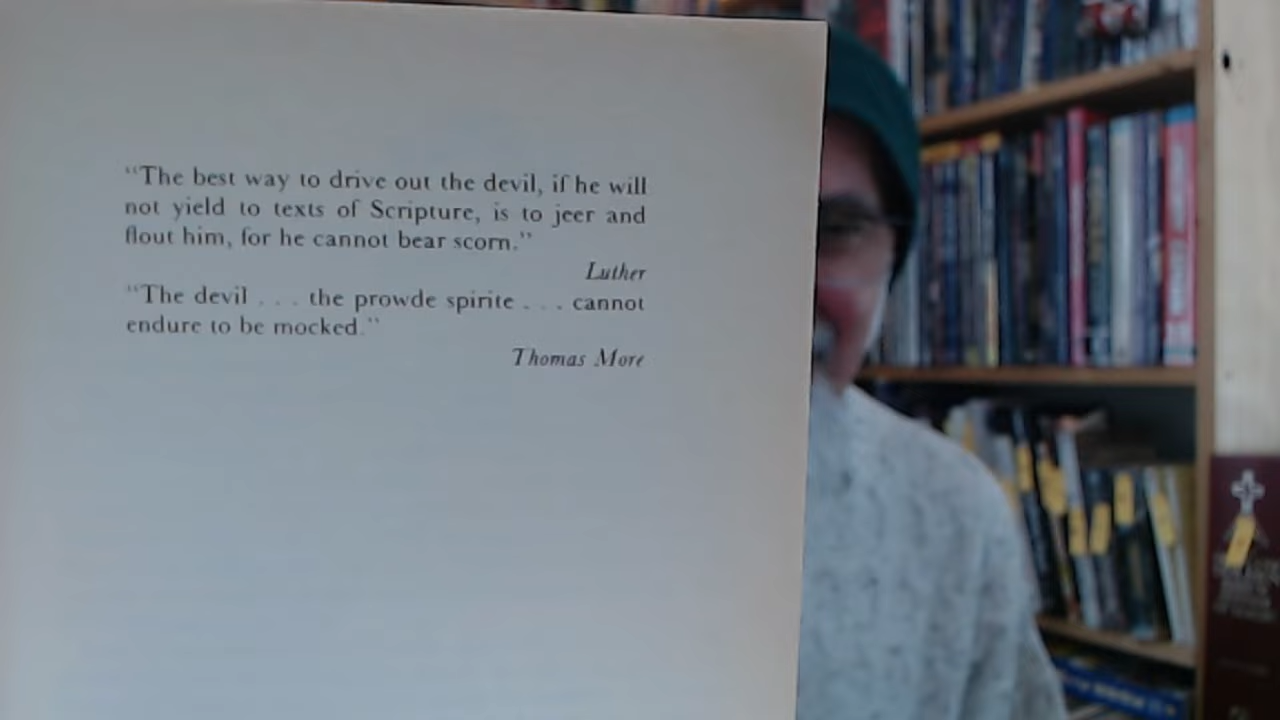 “The best way to drive out the devil, if he will
not yield to texts of Scripture, is to jeer and
flout him, for he cannot bear scorn.”
Luther
“The devil . . . the prowde spirite . . . cannot
endure to be mocked.”
Thomas More